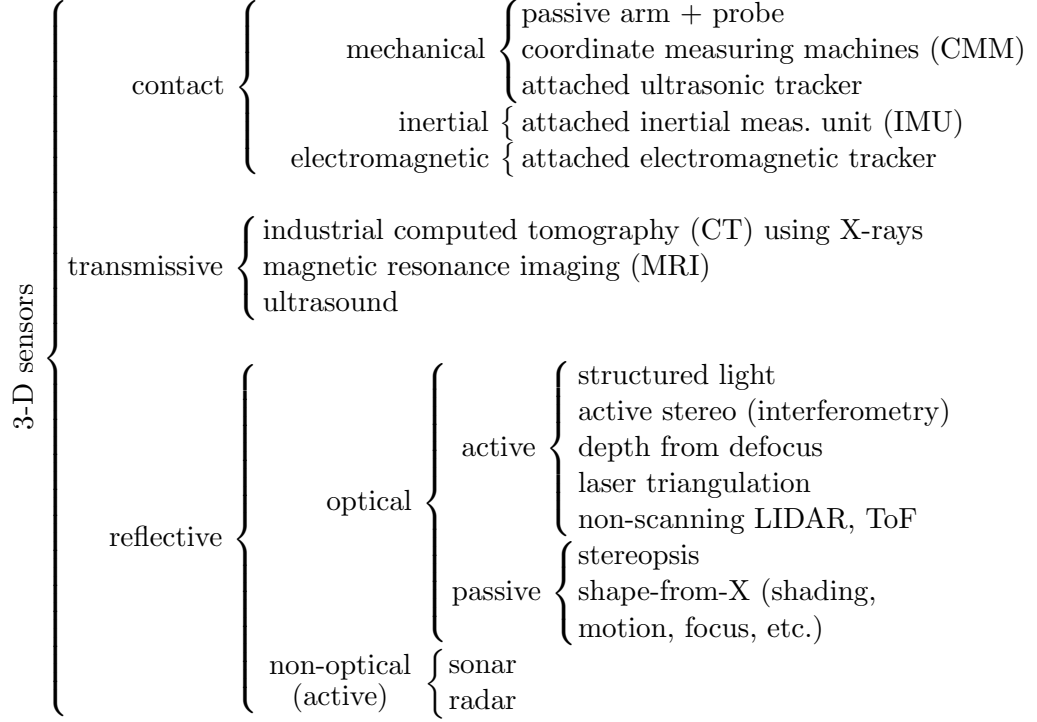 3-D sensors
contact
mechanical
passive arm + probe
coordinate measuring machines (CMM)
attached ultrasonic tracker
inertial
attached inertial meas. unit (IMU)
electromagnetic
attached electromagnetic tracker
transmissive
industrial computed tomography (CT) using X-rays
magnetic resonance imaging (MRI)
ultrasound
reflective
optical
active
structured light
active stereo (interferometry)
depth from defocus
laser triangulation
non-scanning LIDAR, ToF
passive
stereopsis
shape-from-X (shading,
motion, focus, etc.)
non-optical
(active)
sonar
radar